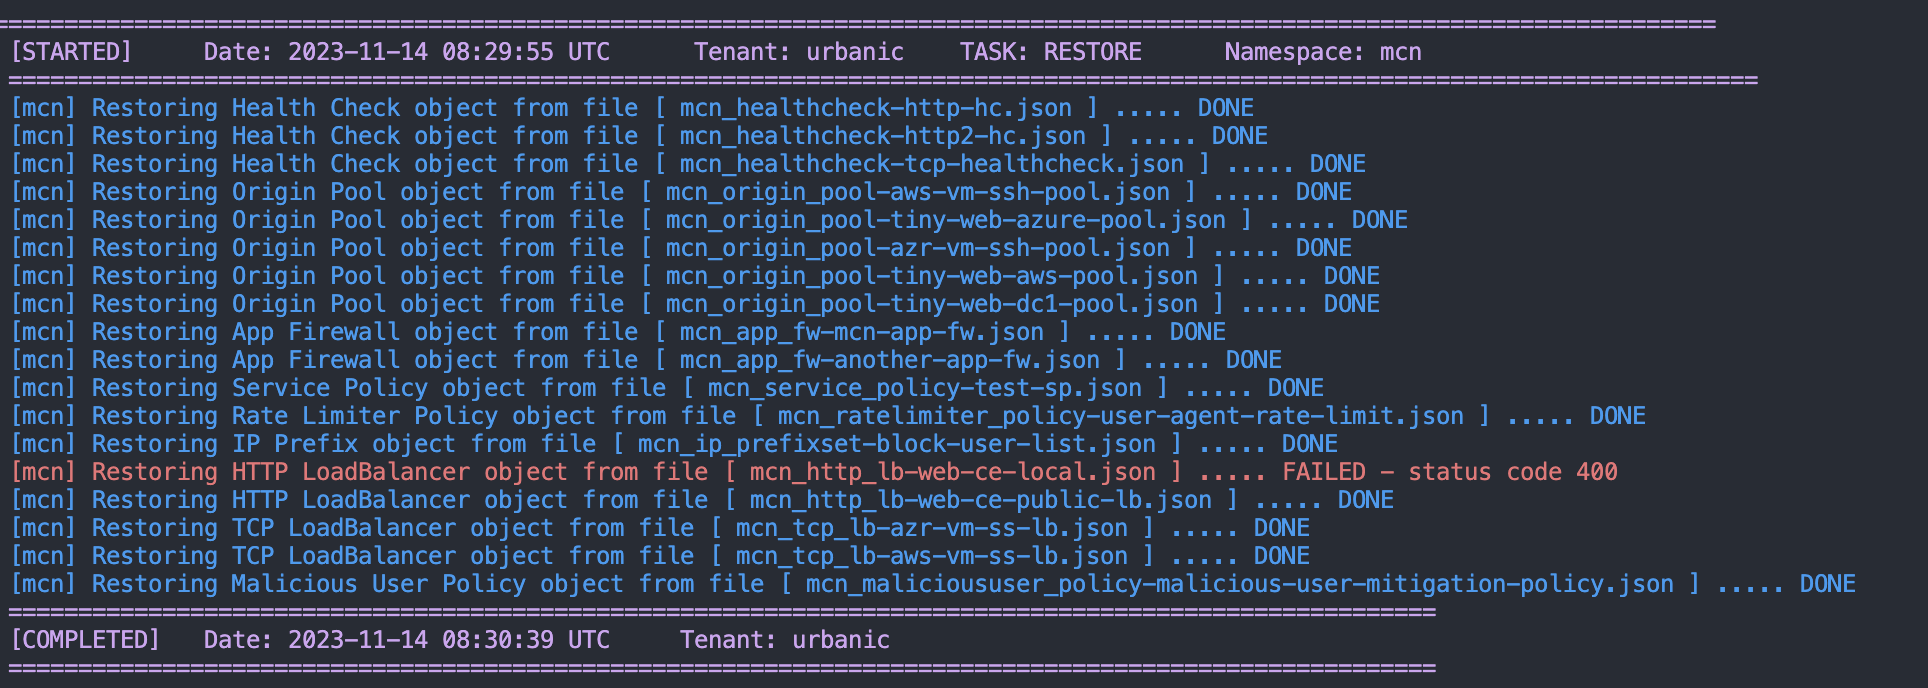 [STARTED]     Date: 2023-11-14 08:29:55 UTC      Tenant: urbanic    TASK: RESTORE      Namespace: mcn
[mcn] Restoring Health Check object from file [ mcn_healthcheck-http-hc.json ] ..... DONE
[mcn] Restoring Health Check object from file [ mcn_healthcheck-http2-hc.json ] ..... DONE
[mcn] Restoring Health Check object from file [ mcn_healthcheck-tcp-healthcheck.json ] ..... DONE
[mcn] Restoring Origin Pool object from file [ mcn_origin_pool-aws-vm-ssh-pool.json ] ..... DONE
[mcn] Restoring Origin Pool object from file [ mcn_origin_pool-tiny-web-azure-pool.json ] ..... DONE
[mcn] Restoring Origin Pool object from file [ mcn_origin_pool-azr-vm-ssh-pool.json ] ..... DONE
[mcn] Restoring Origin Pool object from file [ mcn_origin_pool-tiny-web-aws-pool.json ] ..... DONE
[mcn] Restoring Origin Pool object from file [ mcn_origin_pool-tiny-web-dc1-pool.json ] ..... DONE
[mcn] Restoring App Firewall object from file [ mcn_app_fw-mcn-app-fw.json ] ..... DONE
[mcn] Restoring App Firewall object from file [ mcn_app_fw-another-app-fw.json ] ..... DONE
[mcn] Restoring Service Policy object from file [ mcn_service_policy-test-sp.json ] ..... DONE
[mcn] Restoring Rate Limiter Policy object from file [ mcn_ratelimiter_policy-user-agent-rate-limit.json ] ..... DONE
[mcn] Restoring IP Prefix object from file [ mcn_ip_prefixset-block-user-list.json ] ..... DONE
[mcn] Restoring HTTP LoadBalancer object from file [ mcn_http_lb-web-ce-local.json ] ..... FAILED - status code 400
[mcn] Restoring HTTP LoadBalancer object from file [ mcn_http_lb-web-ce-public-lb.json ] ..... DONE
[mcn] Restoring TCP LoadBalancer object from file [ mcn_tcp_lb-azr-vm-ss-lb.json ] ..... DONE
[mcn] Restoring TCP LoadBalancer object from file [ mcn_tcp_lb-aws-vm-ss-lb.json ] ..... DONE
[mcn] Restoring Malicious User Policy object from file [ mcn_malicioususer_policy-malicious-user-mitigation-policy.json ] ..... DONE
[COMPLETED]   Date: 2023-11-14 08:30:39 UTC     Tenant: urbanic